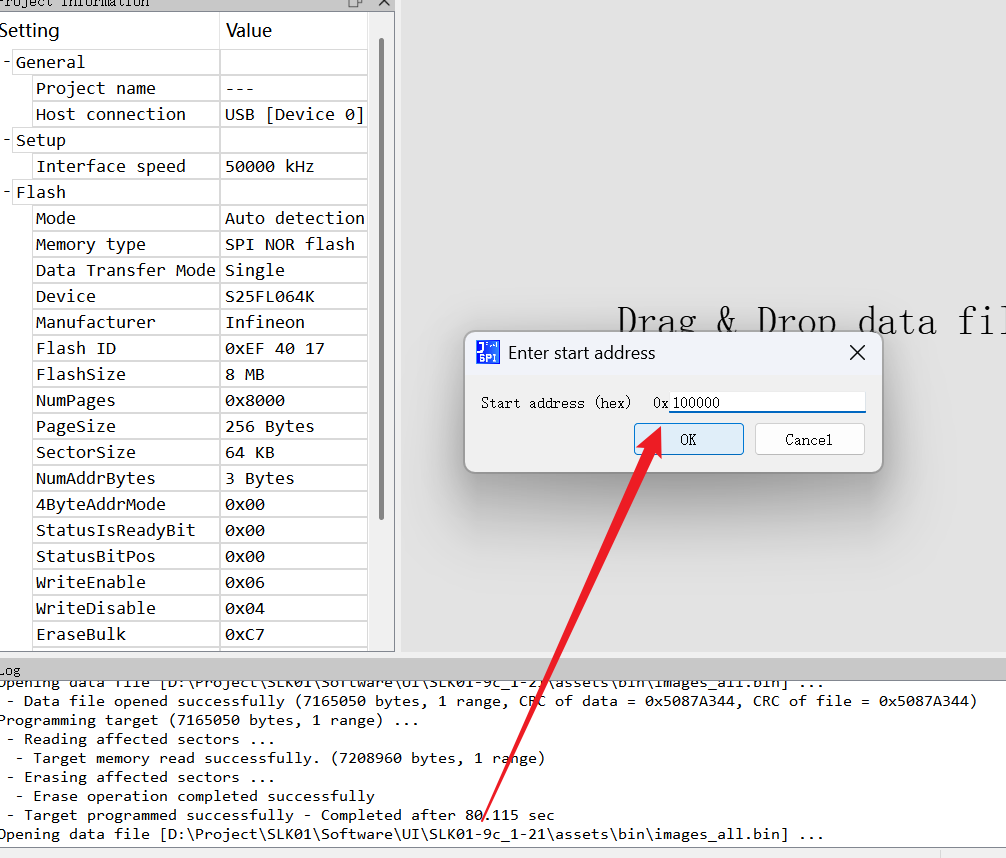 Project Information
Setting Value
- General
Project name ---
Host connection USB [Device 0]
- Setup
Interface speed 50000 kHz
- Flash
Mode Auto detection
Memory type SPI NOR flash
Data Transfer Mode Single
Device S25FL064K
Manufacturer Infineon
Flash ID 0xEF 40 17
FlashSize 8 MB
NumPages 0x8000
PageSize 256 Bytes
SectorSize 64 KB
NumAddrBytes 3 Bytes
4ByteAddrMode 0x00
StatusIsReadyBit 0x00
StatusBitPos 0x00
WriteEnable 0x06
WriteDisable 0x04
EraseBulk 0xC7
Drag & Drop data fil
J SPI
Enter start address
Start address (hex) 0x 100000
OK Cancel
Log
Opening data file [D:\Project\SLK01\Software\UI\SLK01-9c_1-21\assets\bin\images_all.bin] ...
- Data file opened successfully (7165050 bytes, 1 range, CRC of data = 0x5087A344, CRC of file = 0x5087A344)
Programming target (7165050 bytes, 1 range) ...
- Reading affected sectors ...
- Target memory read successfully. (7208960 bytes, 1 range)
- Erasing affected sectors ...
- Erase operation completed successfully
- Target programmed successfully - Completed after 80.115 sec
Opening data file [D:\Project\SLK01\Software\UI\SLK01-9c_1-21\assets\bin\images_all.bin] ...